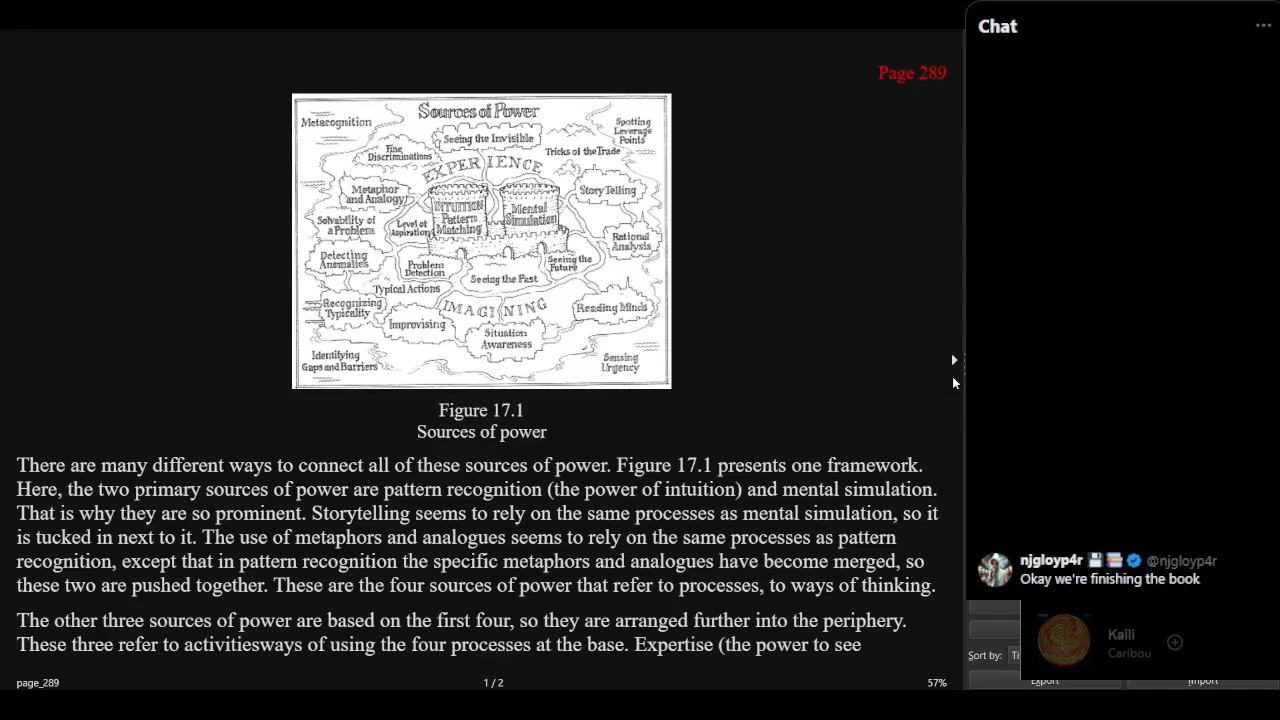 Chat
Page 289
Sources of Power
Metacognition
Seeing the Invisible
Spotting
Leverage
Points
Fine
Discriminations
Tricks of the Trade
EXPERIENCE
Metaphor
and Analogy
INTUITION
Pattern
Matching
Mental
Simulation
Story Telling
Solvability of
a Problem
Level of
Aspiration
Rational
Analysis
Detecting
Anomalies
Problem
Detection
Seeing the Past
Seeing the
Future
Typical Actions
Recognizing
Typicality
IMAGINING
Reading Minds
Improvising
Situation
Awareness
Identifying
Gaps and Barriers
Sensing
Urgency
Figure 17.1
Sources of power
There are many different ways to connect all of these sources of power. Figure 17.1 presents one framework.
Here, the two primary sources of power are pattern recognition (the power of intuition) and mental simulation.
That is why they are so prominent. Storytelling seems to rely on the same processes as mental simulation, so it
is tucked in next to it. The use of metaphors and analogues seems to rely on the same processes as pattern
recognition, except that in pattern recognition the specific metaphors and analogues have become merged, so
these two are pushed together. These are the four sources of power that refer to processes, to ways of thinking.
The other three sources of power are based on the first four, so they are arranged further into the periphery.
These three refer to activitiesways of using the four processes at the base. Expertise (the power to see
page_289
1 / 2
57%
njgloyp4r @njgloyp4r
Okay we're finishing the book
Kaili
Caribou
Sort by:
Export
Import